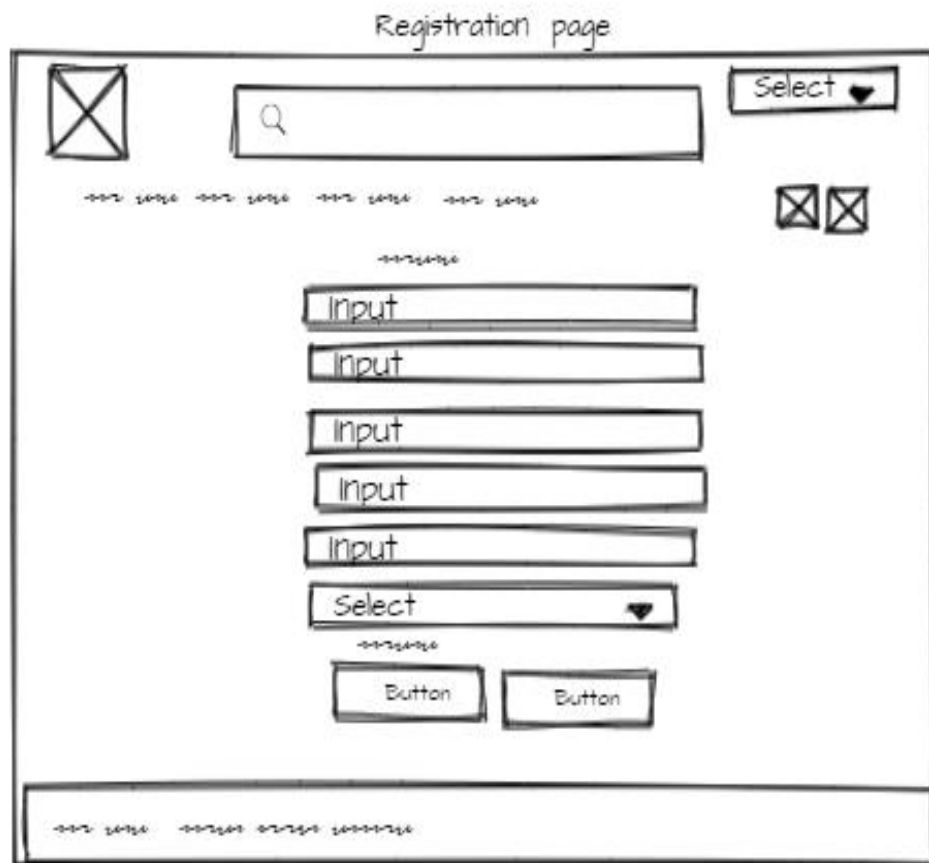 Registration page
Select
Input
Input
Input
Input
Input
Select
Button Button